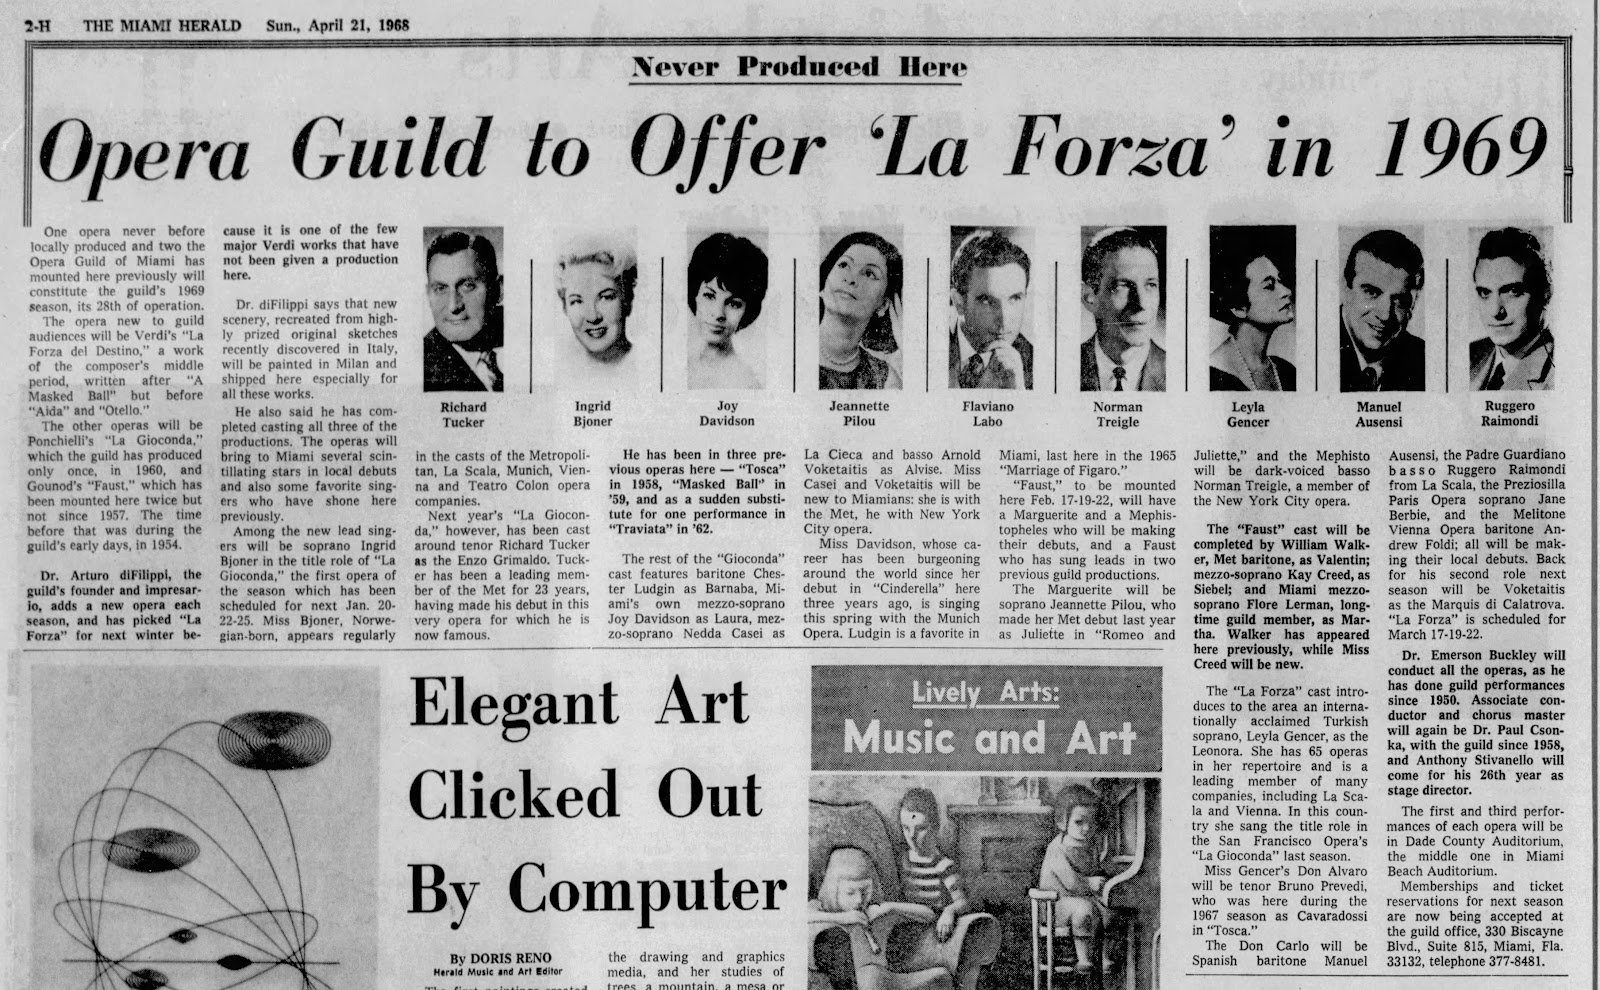 2-H THE MIAMI HERALD Sun., April 21, 1968
Never Produced Here
Opera Guild to Offer ‘La Forza’ in 1969
One opera never before
locally produced and two the
Opera Guild of Miami has
mounted here previously will
constitute the guild's 1969
season, its 28th of operation.
The opera new to guild
audiences will be Verdi's "La
Forza del Destino," a work
of the composer's middle
period, written after "A
Masked Ball" but before
"Aida" and "Otello."
The other operas will be
Ponchielli's "La Gioconda,"
which the guild has produced
only once, in 1960, and
Gounod's "Faust," which has
been mounted here twice but
not since 1957. The time
before that was during the
guild's early days, in 1954.
Dr. Arturo diFilippi, the
guild's founder and impresar-
io, adds a new opera each
season, and has picked "La
Forza" for next winter be-
cause it is one of the few
major Verdi works that have
not been given a production
here.
Dr. diFilippi says that new
scenery, recreated from high-
ly prized original sketches
recently discovered in Italy,
will be painted in Milan and
shipped here especially for
all these works.
He also said he has com-
pleted casting all three of the
productions. The operas will
bring to Miami several scin-
tillating stars in local debuts
and also some favorite sing-
ers who have shone here
previously.
Among the new lead sing-
ers will be soprano Ingrid
Bjoner in the title role of "La
Gioconda," the first opera of
the season which has been
scheduled for next Jan. 20-
22-25. Miss Bjoner, Norwe-
gian-born, appears regularly
Richard
Tucker
Ingrid
Bjoner
Joy
Davidson
Jeannette
Pilou
Flaviano
Labo
Norman
Treigle
Leyla
Gencer
Manuel
Ausensi
Ruggero
Raimondi
in the casts of the Metropoli-
tan, La Scala, Munich, Vien-
na and Teatro Colon opera
companies.
Next year's "La Giocon-
da," however, has been cast
around tenor Richard Tucker
as the Enzo Grimaldo. Tuck-
er has been a leading mem-
ber of the Met for 23 years,
having made his debut in this
very opera for which he is
now famous.
He has been in three pre-
vious operas here — "Tosca"
in 1958, "Masked Ball" in
'59, and as a sudden substi-
tute for one performance in
"Traviata" in '62.
The rest of the "Gioconda"
cast features baritone Ches-
ter Ludgin as Barnaba, Mi-
ami's own mezzo-soprano
Joy Davidson as Laura, mez-
zo-soprano Nedda Casei as
La Cieca and basso Arnold
Voketaitis as Alvise. Miss
Casei and Voketaitis will be
new to Miamians: she is with
the Met, he with New York
City opera.
Miss Davidson, whose ca-
reer has been burgeoning
around the world since her
debut in "Cinderella" here
three years ago, is singing
this spring with the Munich
Opera. Ludgin is a favorite in
Miami, last here in the 1965
"Marriage of Figaro."
"Faust," to be mounted
here Feb. 17-19-22, will have
a Marguerite and a Mephis-
topheles who will be making
their debuts, and a Faust
who has sung leads in two
previous guild productions.
The Marguerite will be
soprano Jeannette Pilou, who
made her Met debut last year
as Juliette in "Romeo and
Juliette," and the Mephisto
will be dark-voiced basso
Norman Treigle, a member of
the New York City opera.
The "Faust" cast will be
completed by William Walk-
er, Met baritone, as Valentin;
mezzo-soprano Kay Creed, as
Siebel; and Miami mezzo-
soprano Flore Lerman, long-
time guild member, as Mar-
tha. Walker has appeared
here previously, while Miss
Creed will be new.
The "La Forza" cast intro-
duces to the area an interna-
tionally acclaimed Turkish
soprano, Leyla Gencer, as the
Leonora. She has 65 operas
in her repertoire and is a
leading member of many
companies, including La Sca-
la and Vienna. In this coun-
try she sang the title role in
the San Francisco Opera's
"La Gioconda" last season.
Miss Gencer's Don Alvaro
will be tenor Bruno Prevedi,
who was here during the
1967 season as Cavaradossi
in "Tosca."
The Don Carlo will be
Spanish baritone Manuel
Ausensi, the Padre Guardiano
basso Ruggero Raimondi
from La Scala, the Preziosilla
Paris Opera soprano Jane
Berbie, and the Melitone
Vienna Opera baritone An-
drew Foldi; all will be mak-
ing their local debuts. Back
for his second role next
season will be Voketaitis
as the Marquis di Calatrova.
"La Forza" is scheduled for
March 17-19-22.
Dr. Emerson Buckley will
conduct all the operas, as he
has done guild performances
since 1950. Associate con-
ductor and chorus master
will again be Dr. Paul Cson-
ka, with the guild since 1958,
and Anthony Stivanello will
come for his 26th year as
stage director.
The first and third perfor-
mances of each opera will be
in Dade County Auditorium,
the middle one in Miami
Beach Auditorium.
Memberships and ticket
reservations for next season
are now being accepted at
the guild office, 330 Biscayne
Blvd., Suite 815, Miami, Fla.
33132, telephone 377-8481.
Elegant Art
Clicked Out
By Computer
By DORIS RENO
Herald Music and Art Editor
The first paintings created
the drawing and graphics
media, and her studies of
trees, a mountain, a mesa or
Lively Arts:
Music and Art